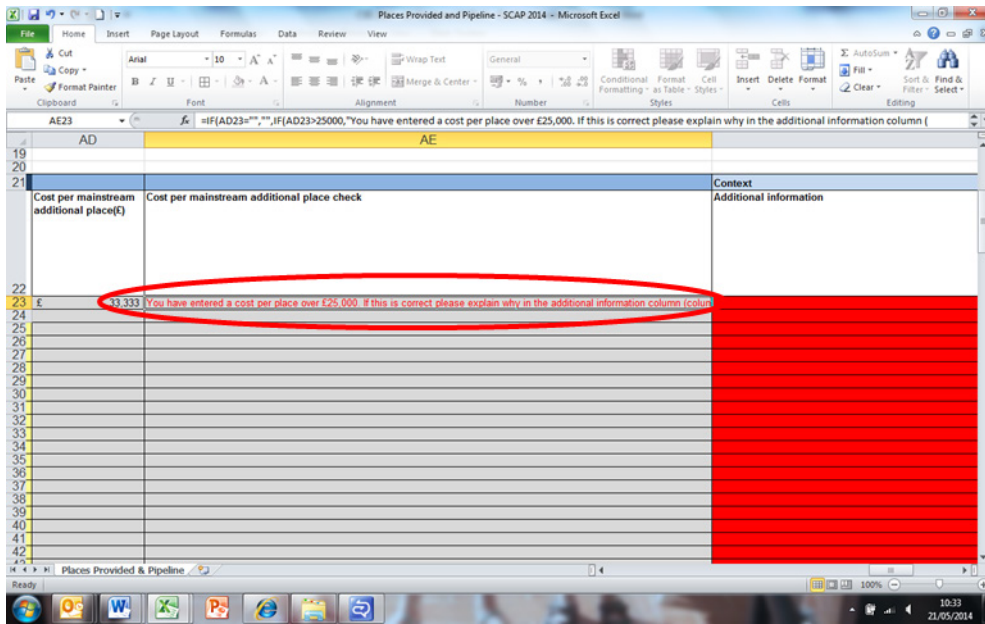 Places Provided and Pipeline - SCAP 2014 - Microsoft Excel
File Home Insert Page Layout Formulas Data Review View
Paste
Cut
Copy
Format Painter
Clipboard
Arial 10
B I U
Font
Wrap Text
Merge & Center
Alignment
General
Number
Conditional Formatting
Format as Table
Cell Styles
Styles
Insert Delete Format
Cells
Σ AutoSum
Fill
Clear
Sort & Filter
Find & Select
Editing
AE23 fx =IF(AD23="","",IF(AD23>25000,"You have entered a cost per place over £25,000. If this is correct please explain why in the additional information column (
AD AE
19
20
21 Context
Cost per mainstream additional place(£) Cost per mainstream additional place check Additional information
22
23 £ 33,333 You have entered a cost per place over £25,000. If this is correct please explain why in the additional information column (colun
24
25
26
27
28
29
30
31
32
33
34
35
36
37
38
39
40
41
42
Places Provided & Pipeline
Ready 100%
10:33
21/05/2014